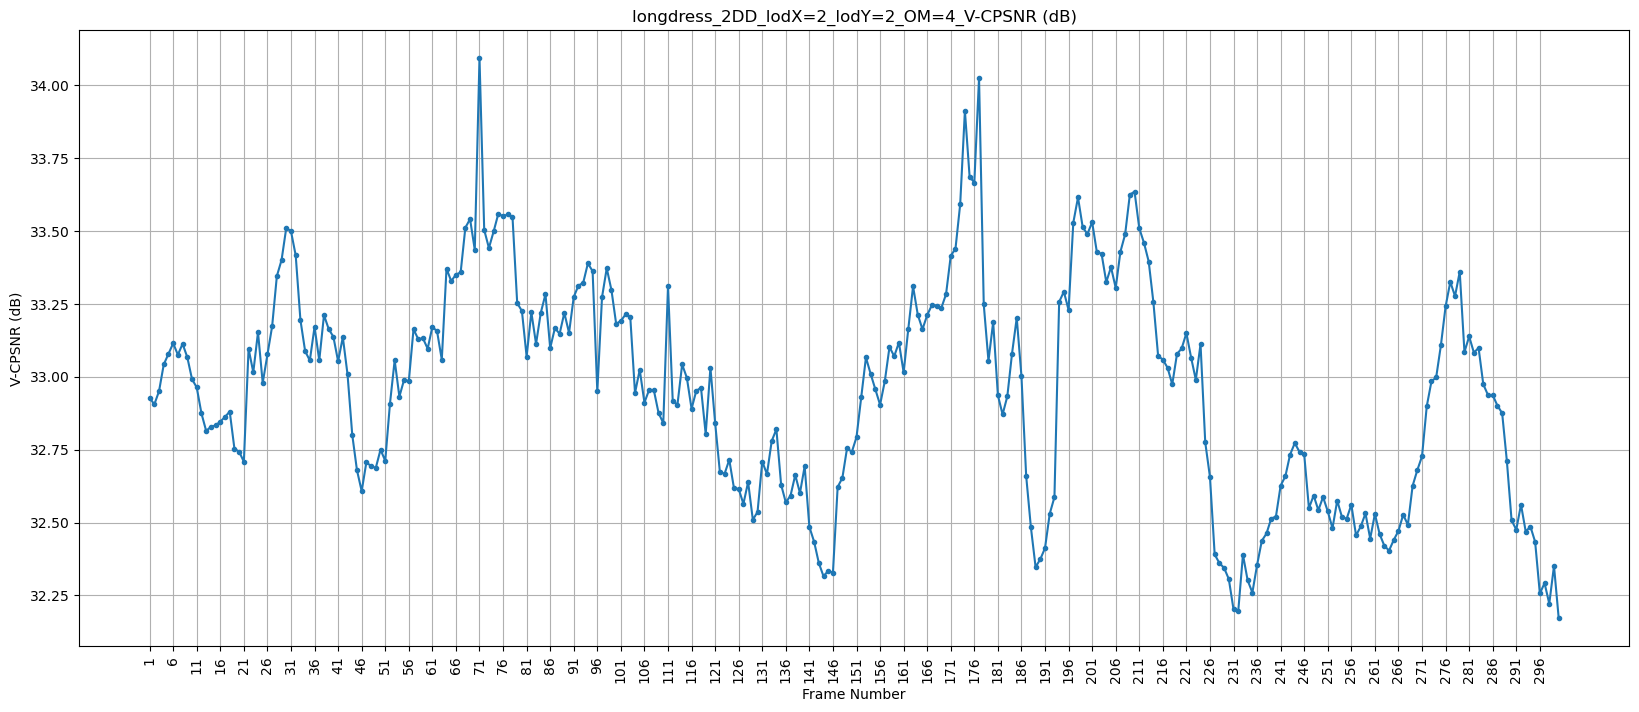 longdress_2DD_lodX=2_lodY=2_OM=4_V-CPSNR (dB)
V-CPSNR (dB)
34.00
33.75
33.50
33.25
33.00
32.75
32.50
32.25
1 6 11 16 21 26 31 36 41 46 51 56 61 66 71 76 81 86 91 96 101 106 111 116 121 126 131 136 141 146 151 156 161 166 171 176 181 186 191 196 201 206 211 216 221 226 231 236 241 246 251 256 261 266 271 276 281 286 291 296
Frame Number